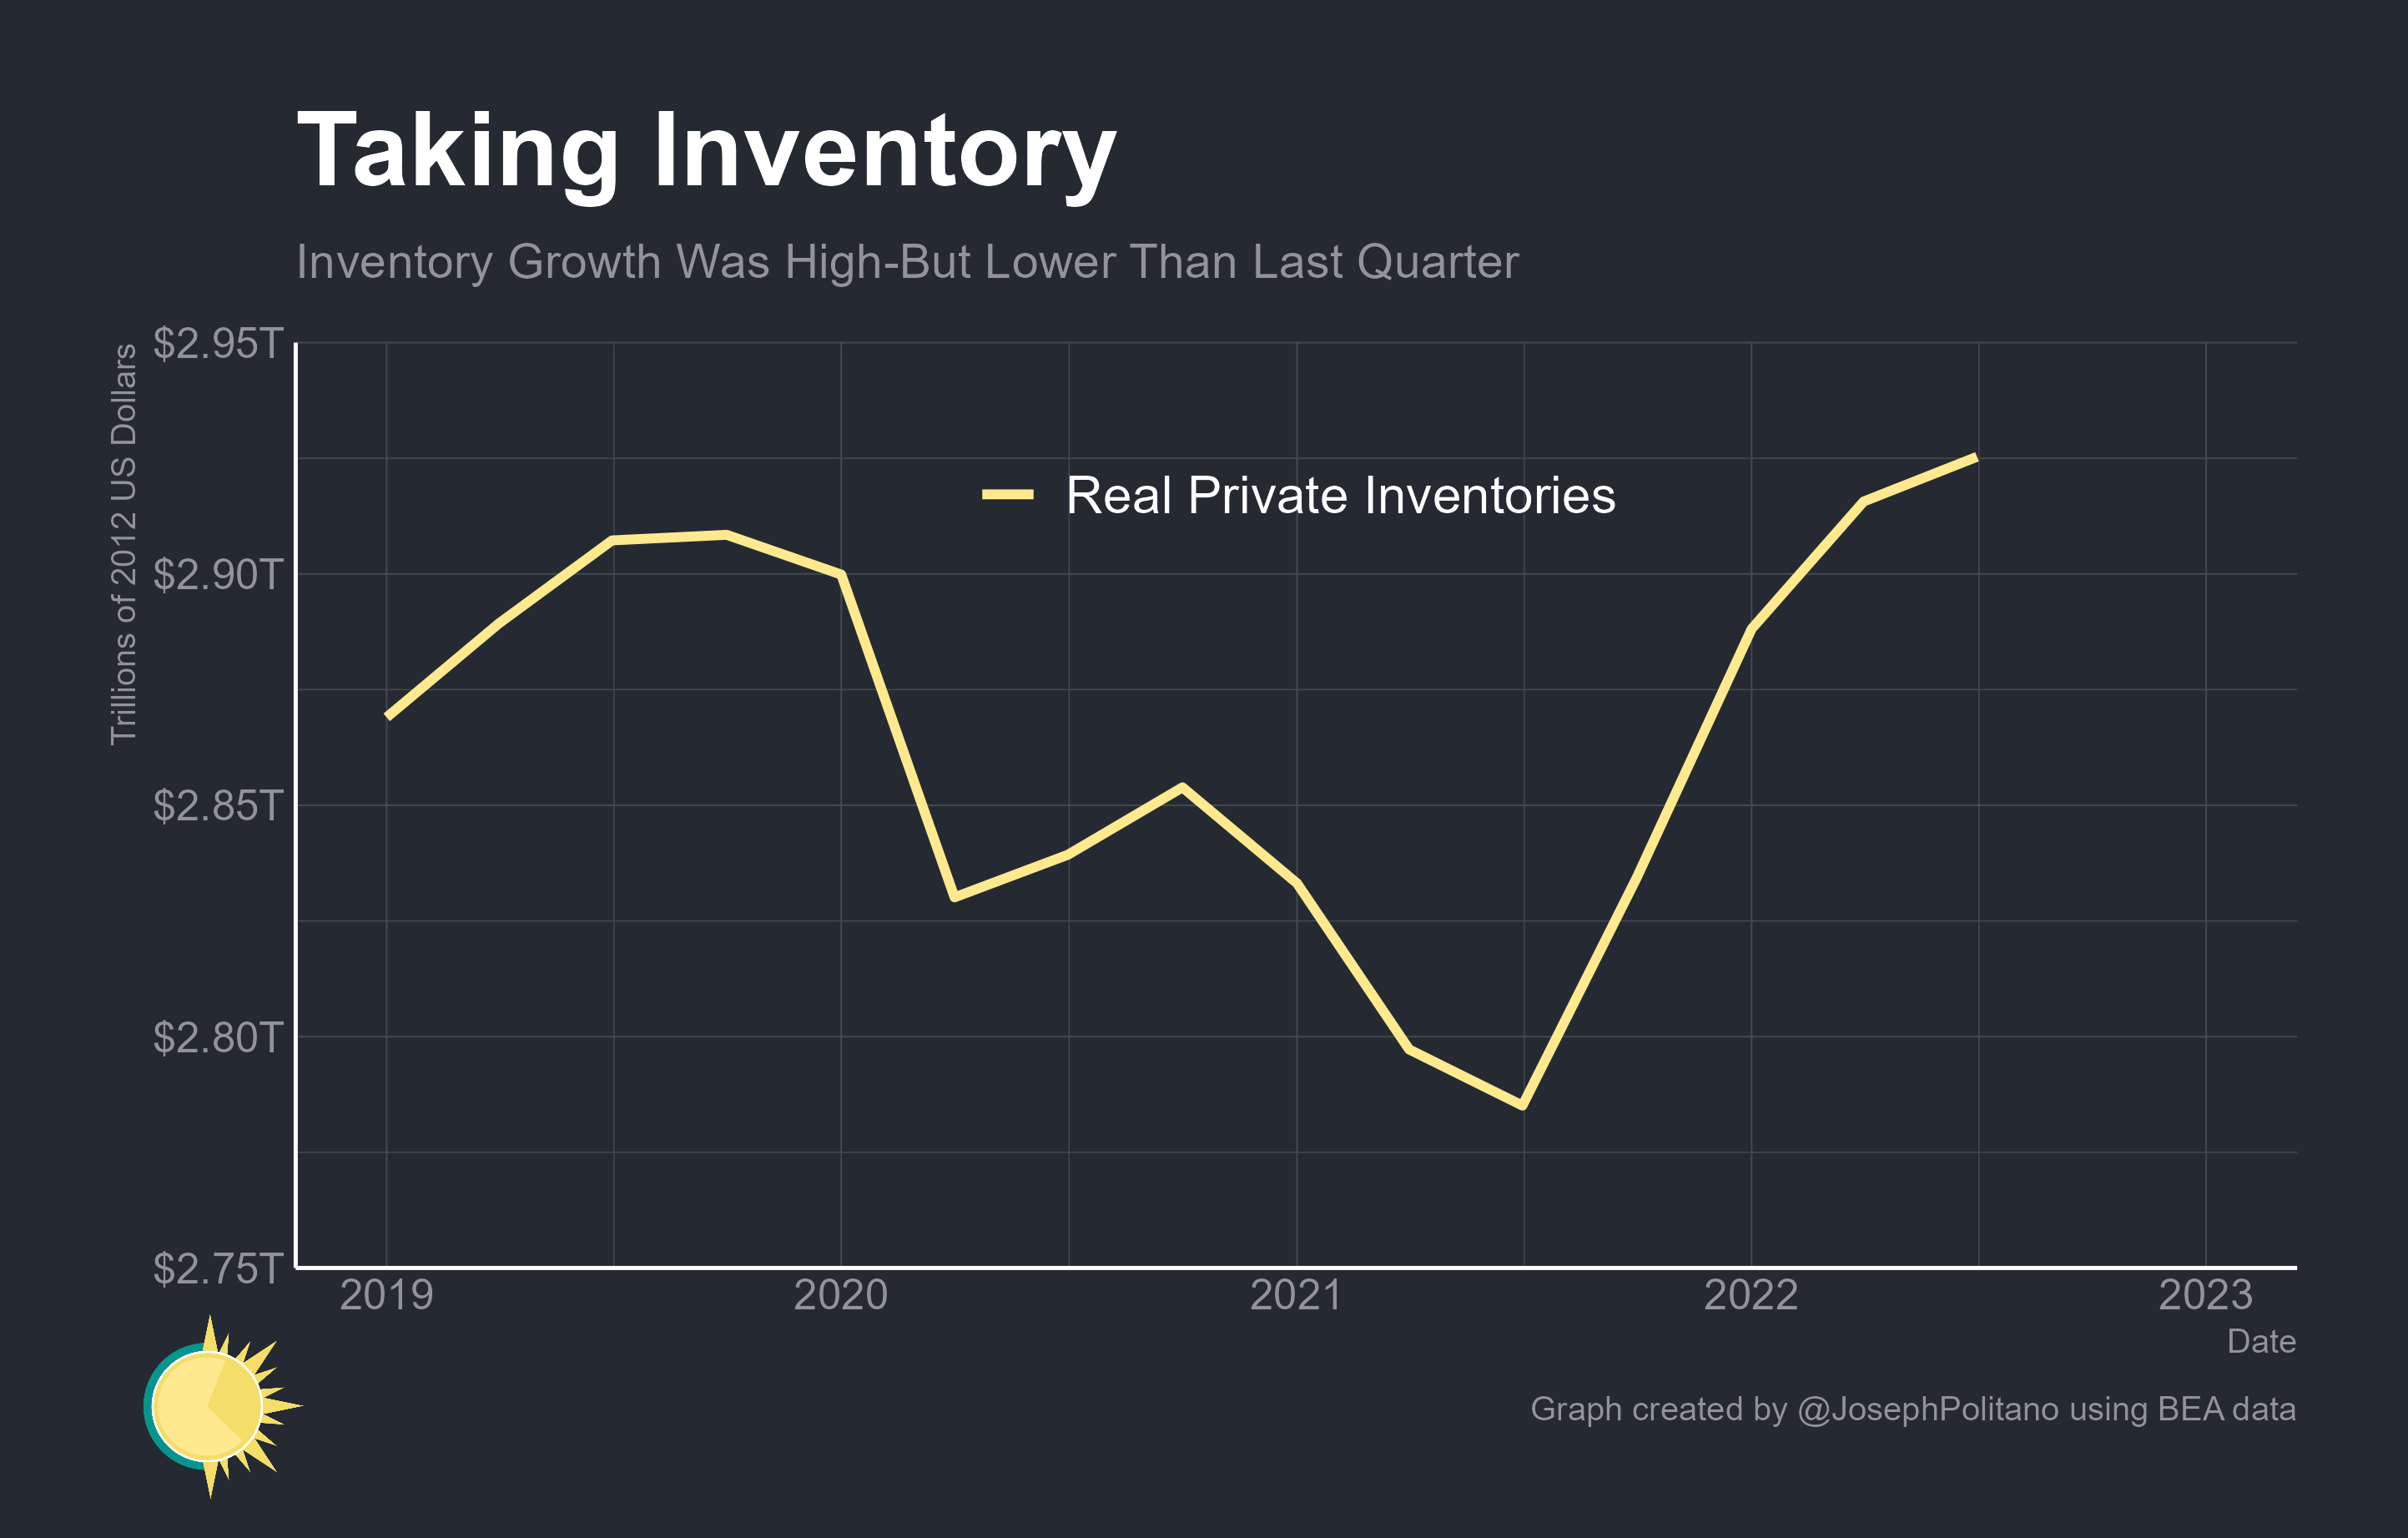 Taking Inventory
Inventory Growth Was High-But Lower Than Last Quarter
Trillions of 2012 US Dollars
$2.95T
$2.90T
$2.85T
$2.80T
$2.75T
Real Private Inventories
2019 2020 2021 2022 2023
Date
Graph created by @JosephPolitano using BEA data